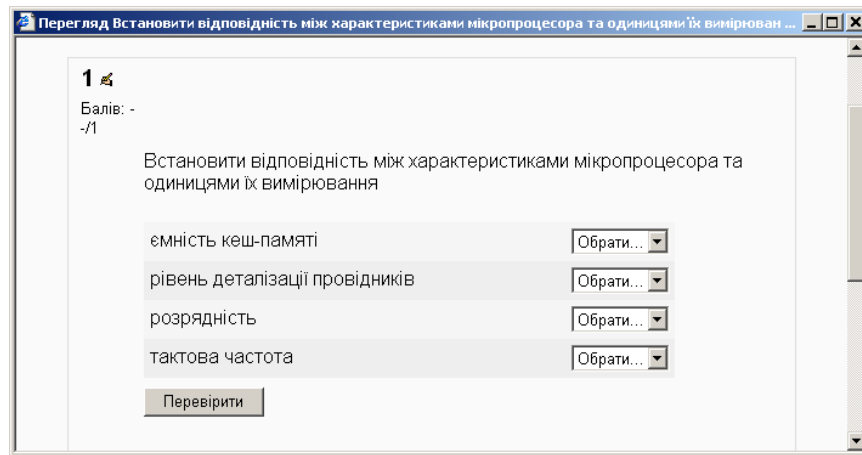 Перегляд Встановити відповідність між характеристиками мікропроцесора та одиницями їх вимірюван ...
1
Балів: -
-/1
Встановити відповідність між характеристиками мікропроцесора та
одиницями їх вимірювання
ємність кеш-памяті Обрати...
рівень деталізації провідників Обрати...
розрядність Обрати...
тактова частота Обрати...
Перевірити